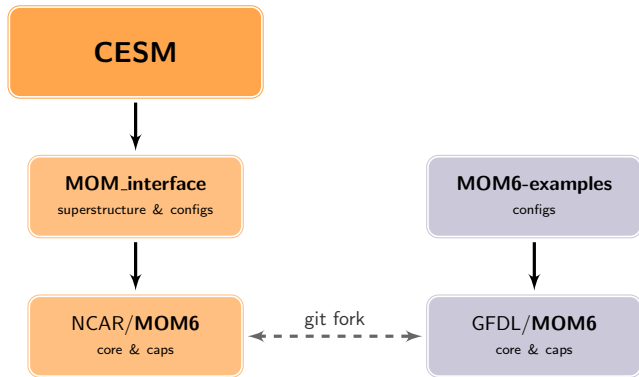 CESM
MOM_interface
superstructure & configs
MOM6-examples
configs
NCAR/MOM6
core & caps
git fork
GFDL/MOM6
core & caps